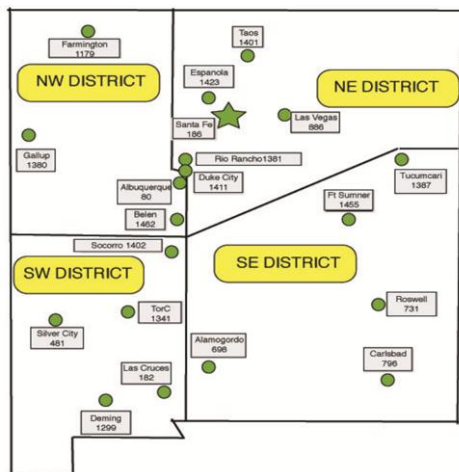 Taos
1401
Farmington
1179
NW DISTRICT
Espanola
1423
NE DISTRICT
Santa Fe
186
Las Vegas
886
Gallup
1380
Rio Rancho1381
Tucumcari
1387
Duke City
1411
Albuquerque
80
Belen
1462
Ft Sumner
1455
Socorro 1402
SW DISTRICT
SE DISTRICT
TorC
1341
Roswell
731
Silver City
481
Alamogordo
698
Las Cruces
182
Carlsbad
796
Deming
1299